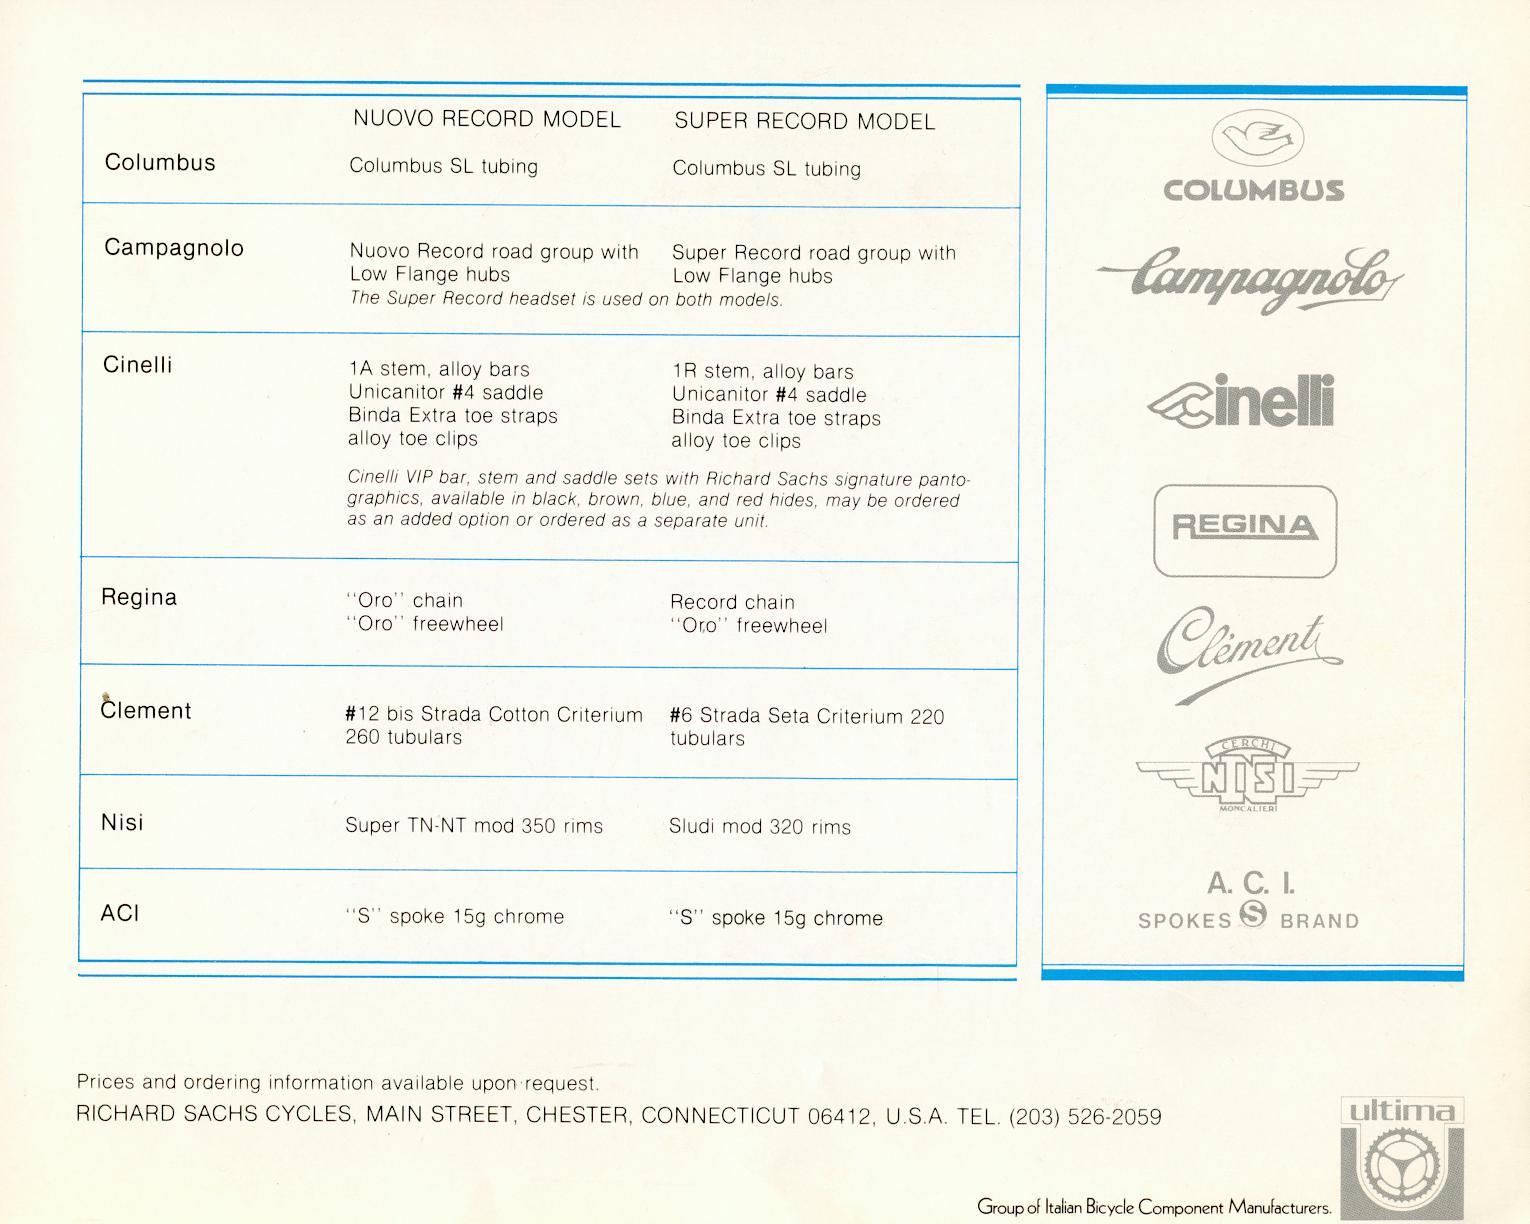 NUOVO RECORD MODEL SUPER RECORD MODEL
Columbus Columbus SL tubing Columbus SL tubing
Campagnolo Nuovo Record road group with Super Record road group with
Low Flange hubs Low Flange hubs
The Super Record headset is used on both models.
Cinelli 1A stem, alloy bars 1R stem, alloy bars
Unicanitor #4 saddle Unicanitor #4 saddle
Binda Extra toe straps Binda Extra toe straps
alloy toe clips alloy toe clips
Cinelli VIP bar, stem and saddle sets with Richard Sachs signature panto-
graphics, available in black, brown, blue, and red hides, may be ordered
as an added option or ordered as a separate unit.
Regina "Oro" chain Record chain
"Oro" freewheel "Oro" freewheel
Clement #12 bis Strada Cotton Criterium #6 Strada Seta Criterium 220
260 tubulars tubulars
Nisi Super TN-NT mod 350 rims Sludi mod 320 rims
ACI "S" spoke 15g chrome "S" spoke 15g chrome
COLUMBUS
Campagnolo
Cinelli
REGINA
Clément
CERCHI
NISI
MONCALIERI
A. C. I.
SPOKES S BRAND
Prices and ordering information available upon request.
RICHARD SACHS CYCLES, MAIN STREET, CHESTER, CONNECTICUT 06412, U.S.A. TEL. (203) 526-2059
ultima
Group of Italian Bicycle Component Manufacturers.